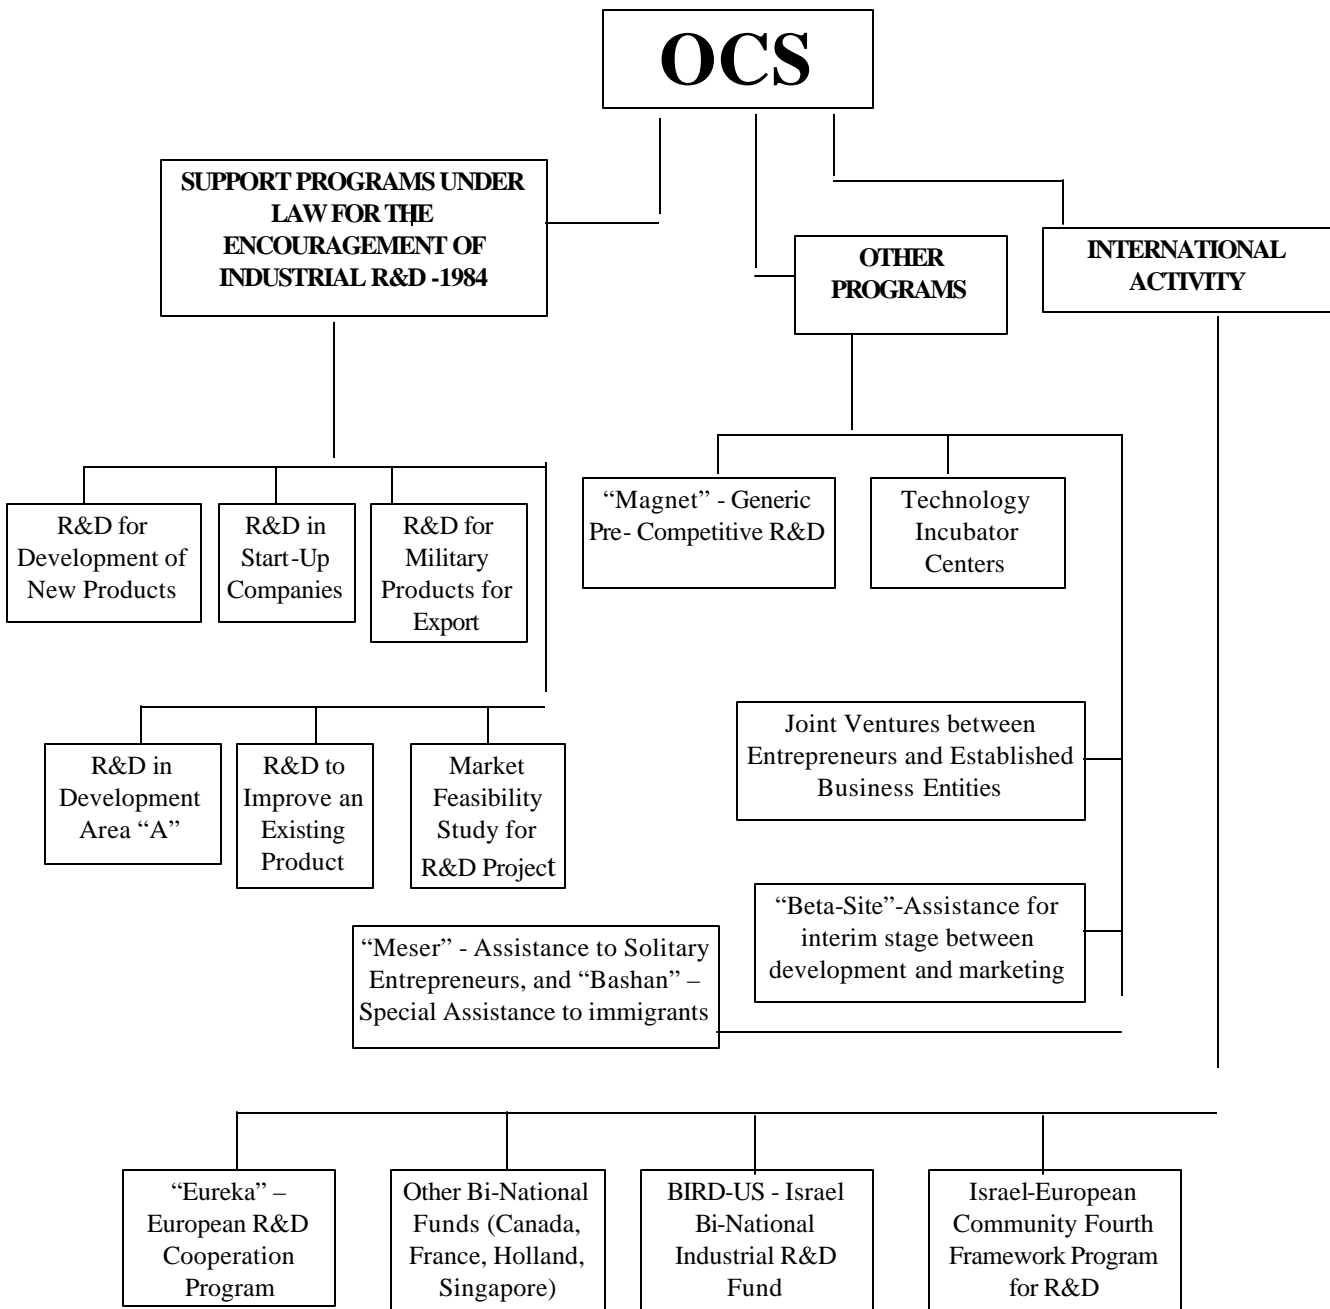 OCS
SUPPORT PROGRAMS UNDER
LAW FOR THE
ENCOURAGEMENT OF
INDUSTRIAL R&D -1984
OTHER
PROGRAMS
INTERNATIONAL
ACTIVITY
R&D for
Development of
New Products
R&D in
Start-Up
Companies
R&D for
Military
Products for
Export
“Magnet” - Generic
Pre- Competitive R&D
Technology
Incubator
Centers
R&D in
Development
Area “A”
R&D to
Improve an
Existing
Product
Market
Feasibility
Study for
R&D Project
Joint Ventures between
Entrepreneurs and Established
Business Entities
“Beta-Site”-Assistance for
interim stage between
development and marketing
“Meser” - Assistance to Solitary
Entrepreneurs, and “Bashan” –
Special Assistance to immigrants
“Eureka” –
European R&D
Cooperation
Program
Other Bi-National
Funds (Canada,
France, Holland,
Singapore)
BIRD-US - Israel
Bi-National
Industrial R&D
Fund
Israel-European
Community Fourth
Framework Program
for R&D